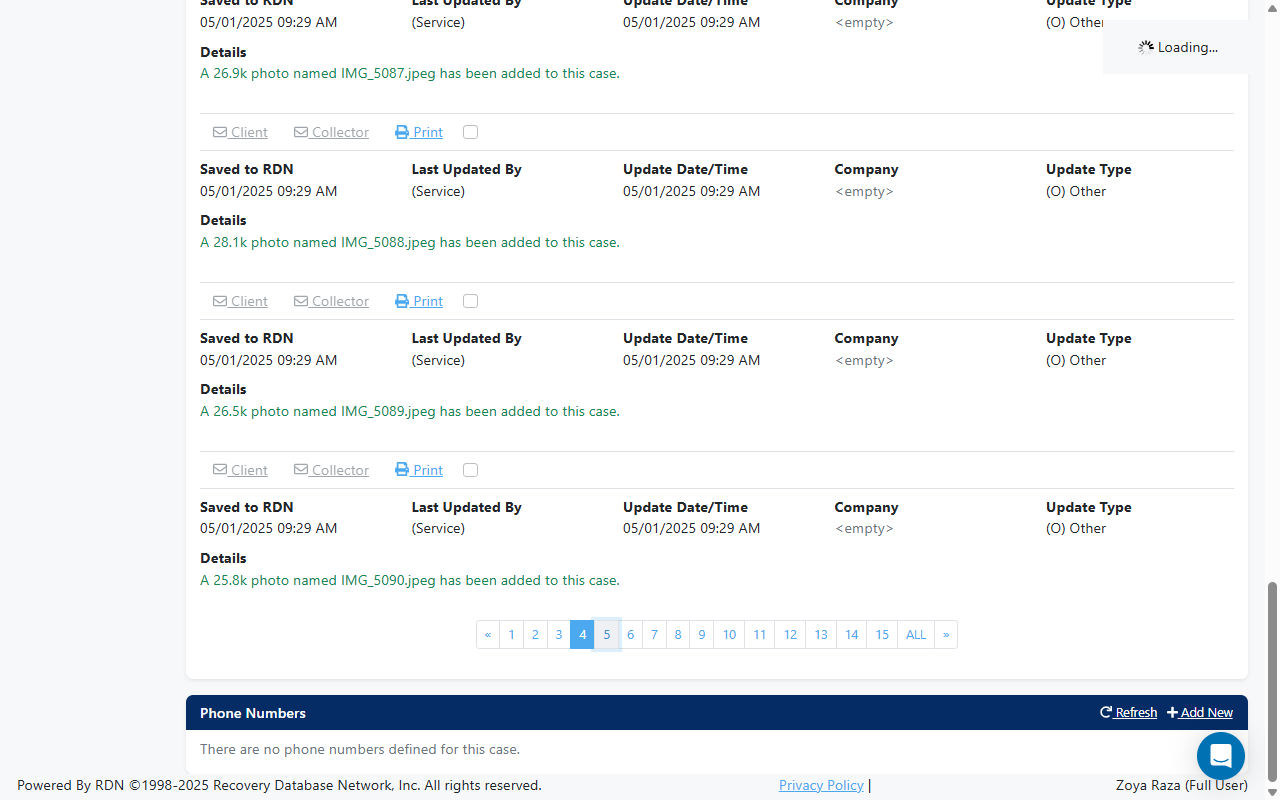 Saved to RDN Last Updated By Update Date/Time Company Update Type
05/01/2025 09:29 AM (Service) 05/01/2025 09:29 AM <empty> (O) Other
Loading...
Details
A 26.9k photo named IMG_5087.jpeg has been added to this case.
Client Collector Print
Saved to RDN Last Updated By Update Date/Time Company Update Type
05/01/2025 09:29 AM (Service) 05/01/2025 09:29 AM <empty> (O) Other
Details
A 28.1k photo named IMG_5088.jpeg has been added to this case.
Client Collector Print
Saved to RDN Last Updated By Update Date/Time Company Update Type
05/01/2025 09:29 AM (Service) 05/01/2025 09:29 AM <empty> (O) Other
Details
A 26.5k photo named IMG_5089.jpeg has been added to this case.
Client Collector Print
Saved to RDN Last Updated By Update Date/Time Company Update Type
05/01/2025 09:29 AM (Service) 05/01/2025 09:29 AM <empty> (O) Other
Details
A 25.8k photo named IMG_5090.jpeg has been added to this case.
« 1 2 3 4 5 6 7 8 9 10 11 12 13 14 15 ALL »
Phone Numbers Refresh Add New
There are no phone numbers defined for this case.
Powered By RDN ©1998-2025 Recovery Database Network, Inc. All rights reserved. Privacy Policy | Zoya Raza (Full User)